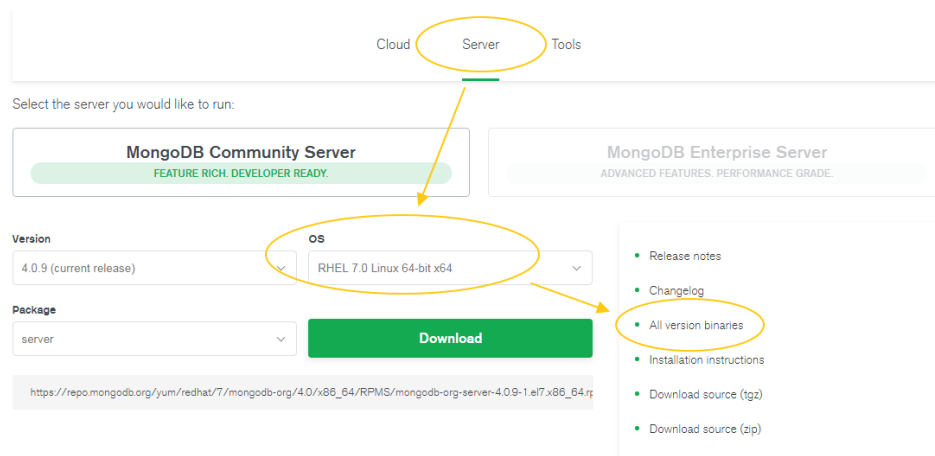 Cloud Server Tools
Select the server you would like to run:
MongoDB Community Server
FEATURE RICH. DEVELOPER READY.
MongoDB Enterprise Server
ADVANCED FEATURES. PERFORMANCE GRADE.
Version
4.0.9 (current release)
OS
RHEL 7.0 Linux 64-bit x64
Package
server
Download
https://repo.mongodb.org/yum/redhat/7/mongodb-org/4.0/x86_64/RPMS/mongodb-org-server-4.0.9-1.el7.x86_64.rp
Release notes
Changelog
All version binaries
Installation instructions
Download source (tgz)
Download source (zip)